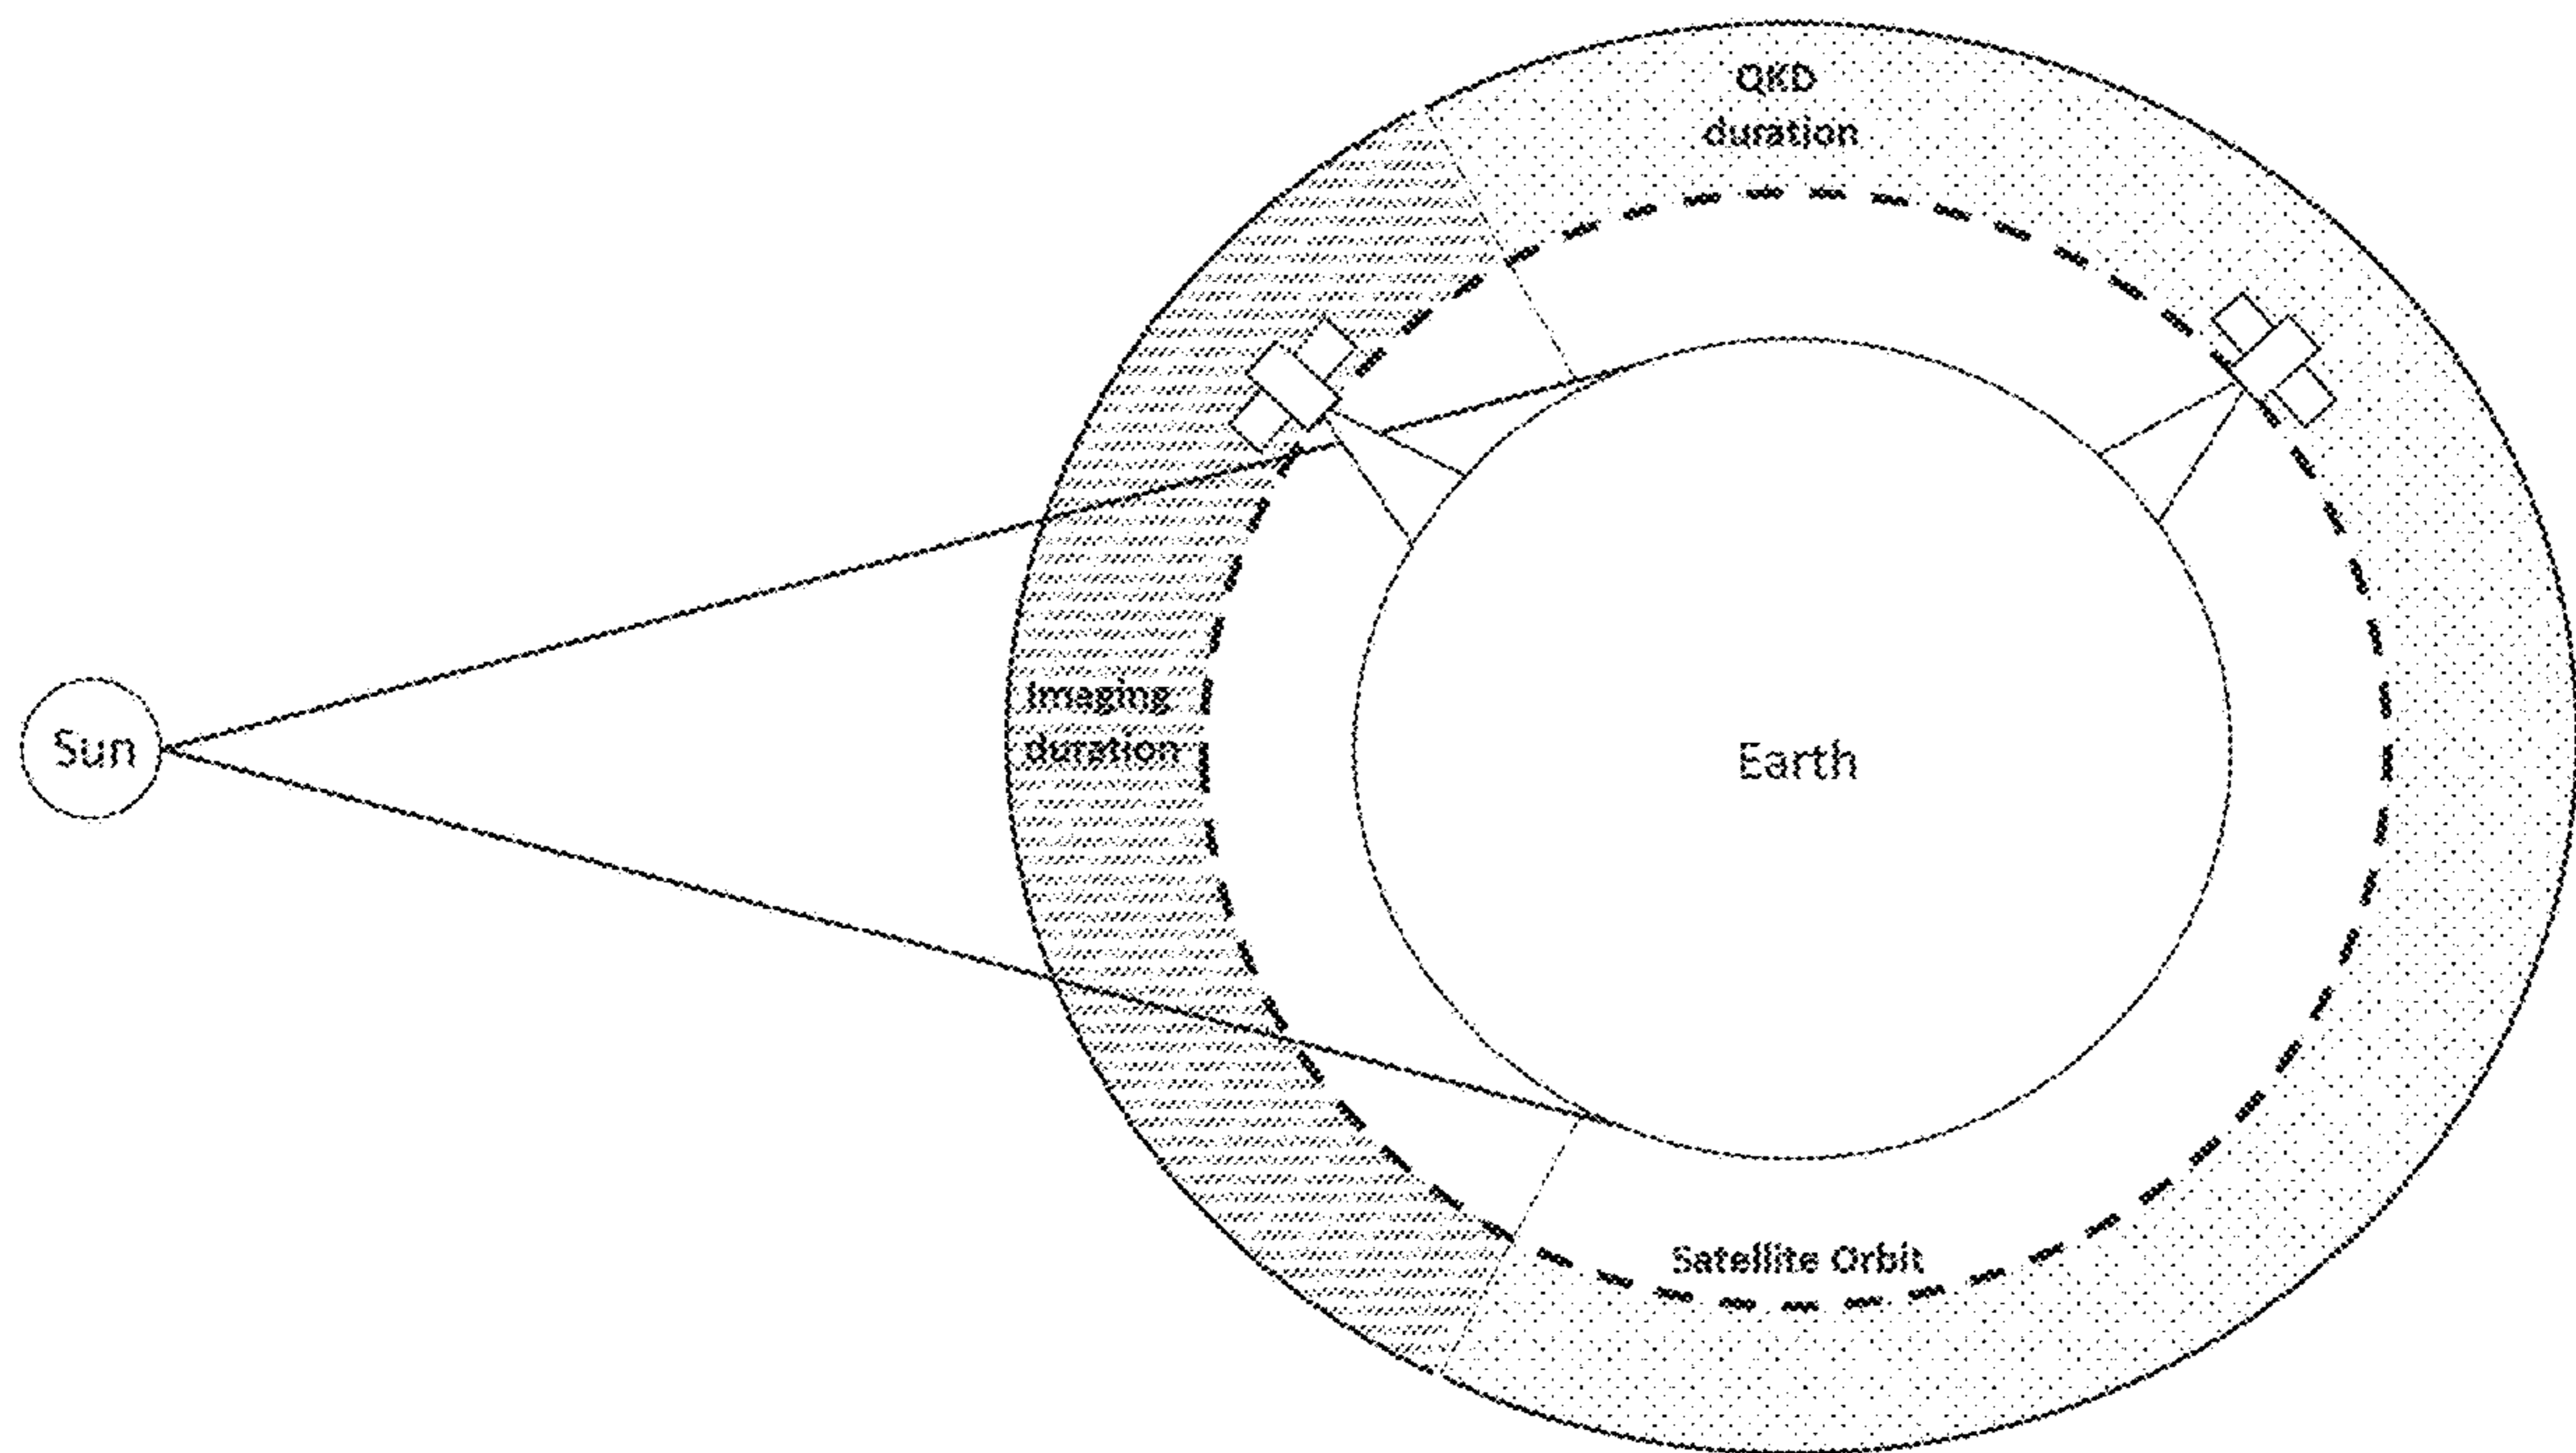 QKD
duration
Imaging
duration
Sun
Earth
Satellite Orbit